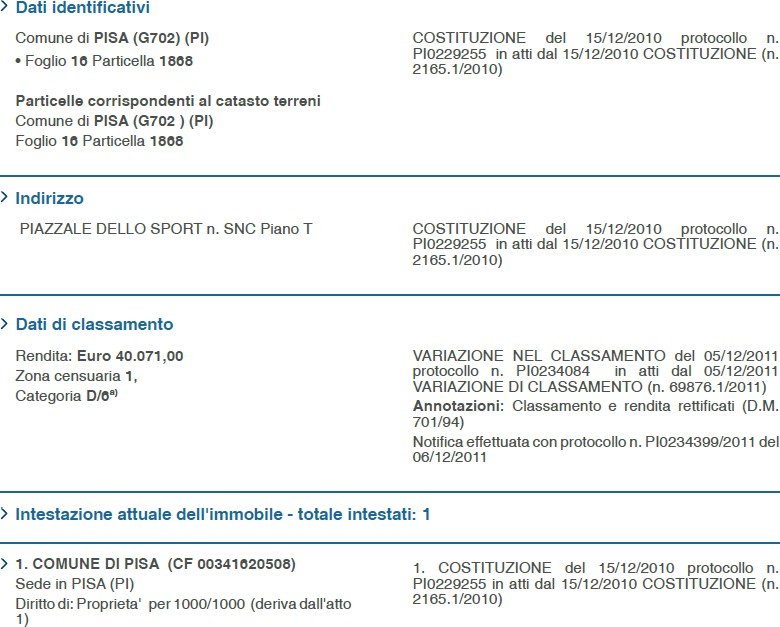 Dati identificativi
Comune di PISA (G702) (PI)
• Foglio 16 Particella 1868
Particelle corrispondenti al catasto terreni
Comune di PISA (G702 ) (PI)
Foglio 16 Particella 1868
COSTITUZIONE del 15/12/2010 protocollo n.
PI0229255 in atti dal 15/12/2010 COSTITUZIONE (n.
2165.1/2010)
Indirizzo
PIAZZALE DELLO SPORT n. SNC Piano T
COSTITUZIONE del 15/12/2010 protocollo n.
PI0229255 in atti dal 15/12/2010 COSTITUZIONE (n.
2165.1/2010)
Dati di classamento
Rendita: Euro 40.071,00
Zona censuaria 1,
Categoria D/6a)
VARIAZIONE NEL CLASSAMENTO del 05/12/2011
protocollo n. PI0234084 in atti dal 05/12/2011
VARIAZIONE DI CLASSAMENTO (n. 69876.1/2011)
Annotazioni: Classamento e rendita rettificati (D.M.
701/94)
Notifica effettuata con protocollo n. PI0234399/2011 del
06/12/2011
Intestazione attuale dell'immobile - totale intestati: 1
1. COMUNE DI PISA (CF 00341620508)
Sede in PISA (PI)
Diritto di: Proprieta' per 1000/1000 (deriva dall'atto
1)
1. COSTITUZIONE del 15/12/2010 protocollo n.
PI0229255 in atti dal 15/12/2010 COSTITUZIONE (n.
2165.1/2010)